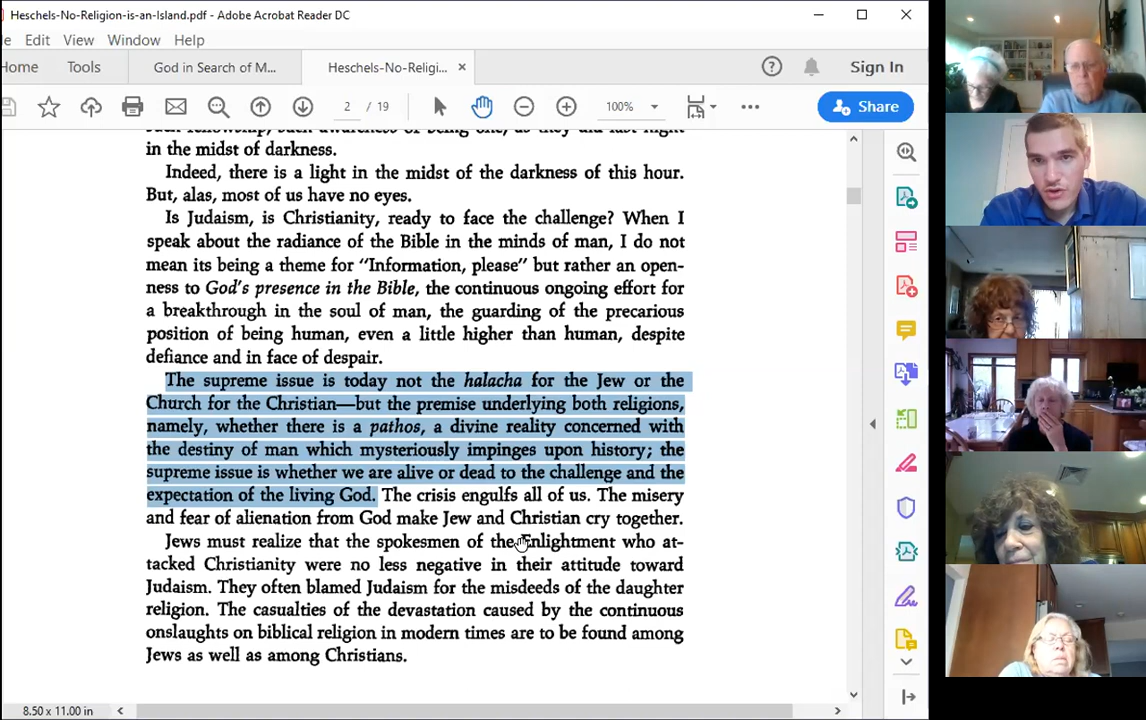 Heschels-No-Religion-is-an-Island.pdf - Adobe Acrobat Reader DC
Edit View Window Help
Home Tools God in Search of M... Heschels-No-Religi... × Sign In
2 / 19 100% Share
in the midst of darkness.
Indeed, there is a light in the midst of the darkness of this hour.
But, alas, most of us have no eyes.
Is Judaism, is Christianity, ready to face the challenge? When I
speak about the radiance of the Bible in the minds of man, I do not
mean its being a theme for “Information, please” but rather an open-
ness to God's presence in the Bible, the continuous ongoing effort for
a breakthrough in the soul of man, the guarding of the precarious
position of being human, even a little higher than human, despite
defiance and in face of despair.
The supreme issue is today not the halacha for the Jew or the
Church for the Christian—but the premise underlying both religions,
namely, whether there is a pathos, a divine reality concerned with
the destiny of man which mysteriously impinges upon history; the
supreme issue is whether we are alive or dead to the challenge and the
expectation of the living God. The crisis engulfs all of us. The misery
and fear of alienation from God make Jew and Christian cry together.
Jews must realize that the spokesmen of the Enlightment who at-
tacked Christianity were no less negative in their attitude toward
Judaism. They often blamed Judaism for the misdeeds of the daughter
religion. The casualties of the devastation caused by the continuous
onslaughts on biblical religion in modern times are to be found among
Jews as well as among Christians.
8.50 x 11.00 in